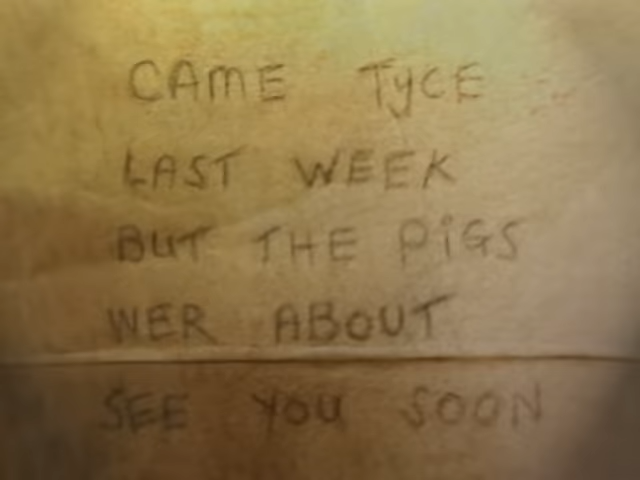 CAME TyCE
LAST WEEK
BUT THE PiGS
WER ABOUT
SEE YOU SOON